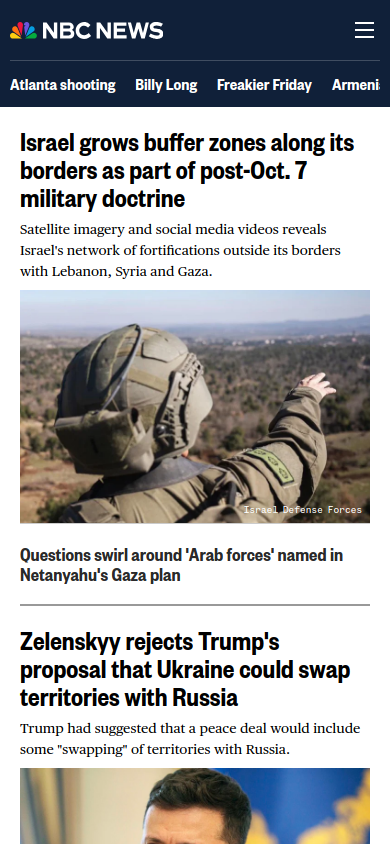 NBC NEWS
Atlanta shooting Billy Long Freakier Friday
Israel grows buffer zones along its
borders as part of post-Oct. 7
military doctrine
Satellite imagery and social media videos reveals
Israel's network of fortifications outside its borders
with Lebanon, Syria and Gaza.
Israel Defense Forces
Questions swirl around 'Arab forces' named in
Netanyahu's Gaza plan
Zelenskyy rejects Trump's
proposal that Ukraine could swap
territories with Russia
Trump had suggested that a peace deal would include
some "swapping" of territories with Russia.